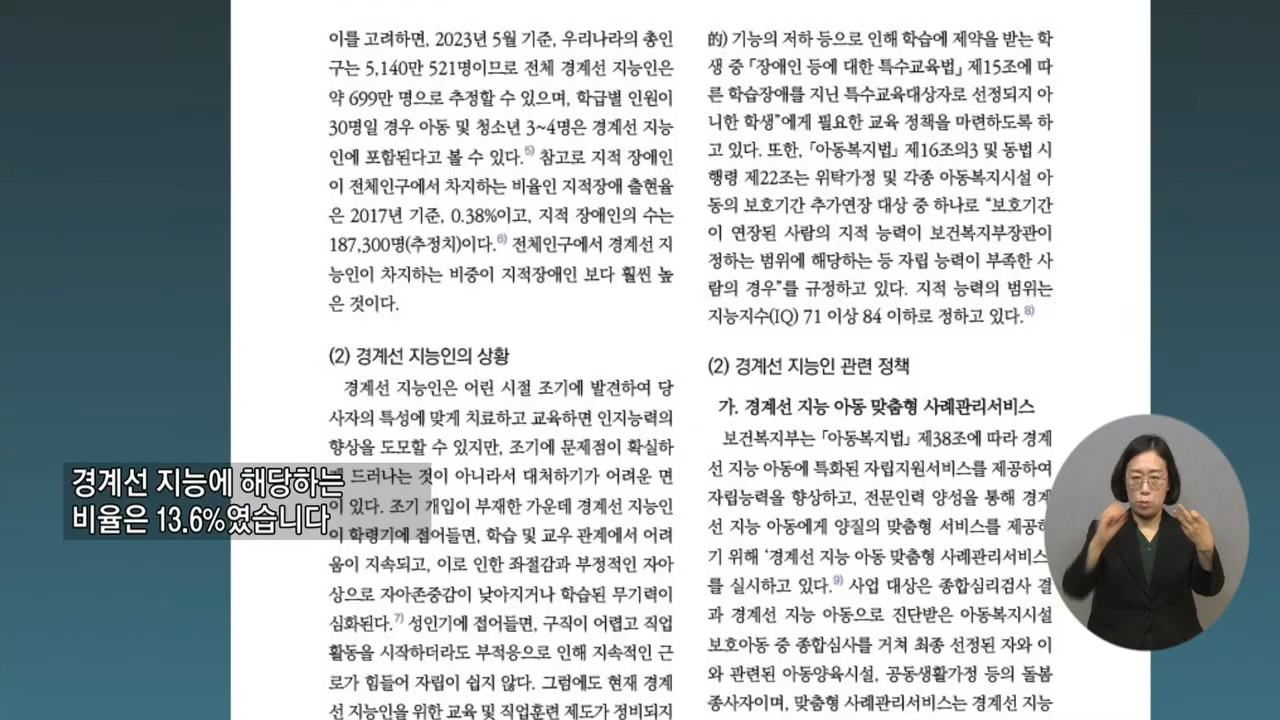 이를 고려하면, 2023년 5월 기준, 우리나라의 총인
구는 5,140만 521명이므로 전체 경계선 지능인은
약 699만 명으로 추정할 수 있으며, 학급별 인원이
30명일 경우 아동 및 청소년 3~4명은 경계선 지능
인에 포함된다고 볼 수 있다.5) 참고로 지적 장애인
이 전체인구에서 차지하는 비율인 지적장애 출현율
은 2017년 기준, 0.38%이고, 지적 장애인의 수는
187,300명(추정치)이다.6) 전체인구에서 경계선 지
능인이 차지하는 비중이 지적장애인 보다 훨씬 높
은 것이다.
(2) 경계선 지능인의 상황
경계선 지능인은 어린 시절 조기에 발견하여 당
사자의 특성에 맞게 치료하고 교육하면 인지능력의
향상을 도모할 수 있지만, 조기에 문제점이 확실하
드러나는 것이 아니라서 대처하기가 어려운 면
이 있다. 조기 개입이 부재한 가운데 경계선 지능인
이 학령기에 접어들면, 학습 및 교우 관계에서 어려
움이 지속되고, 이로 인한 좌절감과 부정적인 자아
상으로 자아존중감이 낮아지거나 학습된 무기력이
심화된다.7) 성인기에 접어들면, 구직이 어렵고 직업
활동을 시작하더라도 부적응으로 인해 지속적인 근
로가 힘들어 자립이 쉽지 않다. 그럼에도 현재 경계
선 지능인을 위한 교육 및 직업훈련 제도가 정비되지
的) 기능의 저하 등으로 인해 학습에 제약을 받는 학
생 중 「장애인 등에 대한 특수교육법」 제15조에 따
른 학습장애를 지닌 특수교육대상자로 선정되지 아
니한 학생”에게 필요한 교육 정책을 마련하도록 하
고 있다. 또한, 「아동복지법」 제16조의3 및 동법 시
행령 제22조는 위탁가정 및 각종 아동복지시설 아
동의 보호기간 추가연장 대상 중 하나로 “보호기간
이 연장된 사람의 지적 능력이 보건복지부장관이
정하는 범위에 해당하는 등 자립 능력이 부족한 사
람의 경우”를 규정하고 있다. 지적 능력의 범위는
지능지수(IQ) 71 이상 84 이하로 정하고 있다.8)
(2) 경계선 지능인 관련 정책
가. 경계선 지능 아동 맞춤형 사례관리서비스
보건복지부는 「아동복지법」 제38조에 따라 경계
선 지능 아동에 특화된 자립지원서비스를 제공하여
자립능력을 향상하고, 전문인력 양성을 통해 경계
선 지능 아동에게 양질의 맞춤형 서비스를 제공하
기 위해 ‘경계선 지능 아동 맞춤형 사례관리서비스
를 실시하고 있다.9) 사업 대상은 종합심리검사 결
과 경계선 지능 아동으로 진단받은 아동복지시설
보호아동 중 종합심사를 거쳐 최종 선정된 자와 이
와 관련된 아동양육시설, 공동생활가정 등의 돌봄
종사자이며, 맞춤형 사례관리서비스는 경계선 지능
경계선 지능에 해당하는
비율은 13.6%였습니다